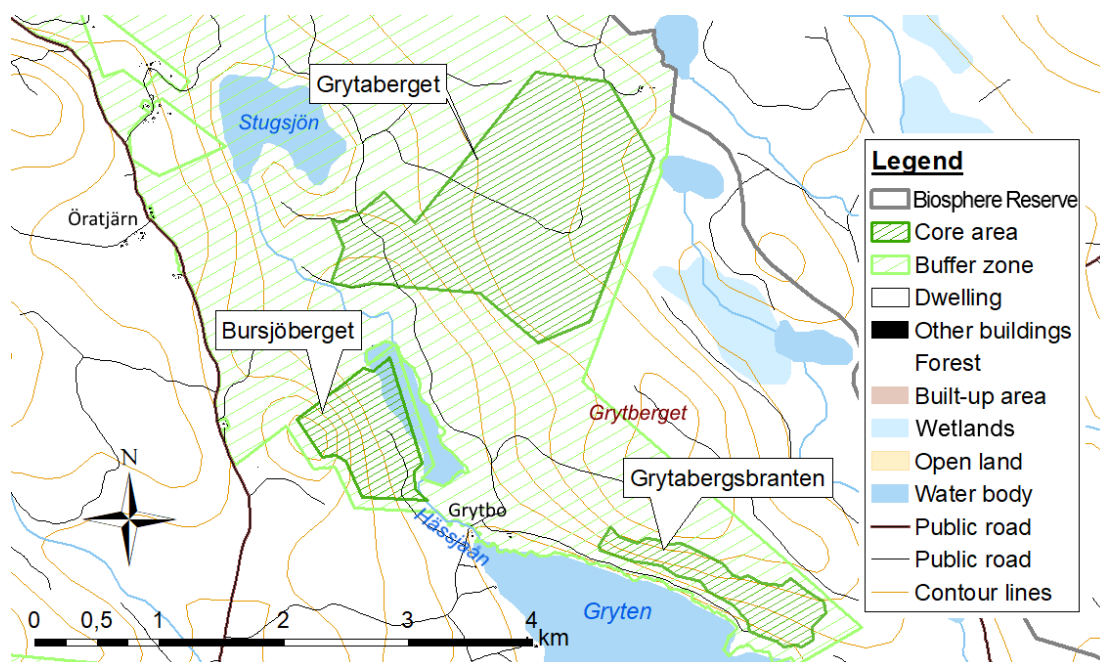 Grytaberget
Stugsjön
Öratjärn
Bursjöberget
Grytberget
Grytabergsbranten
Grytbo
Hässjaån
Gryten
N
0 0,5 1 2 3 4
km
Legend
Biosphere Reserve
Core area
Buffer zone
Dwelling
Other buildings
Forest
Built-up area
Wetlands
Open land
Water body
Public road
Public road
Contour lines